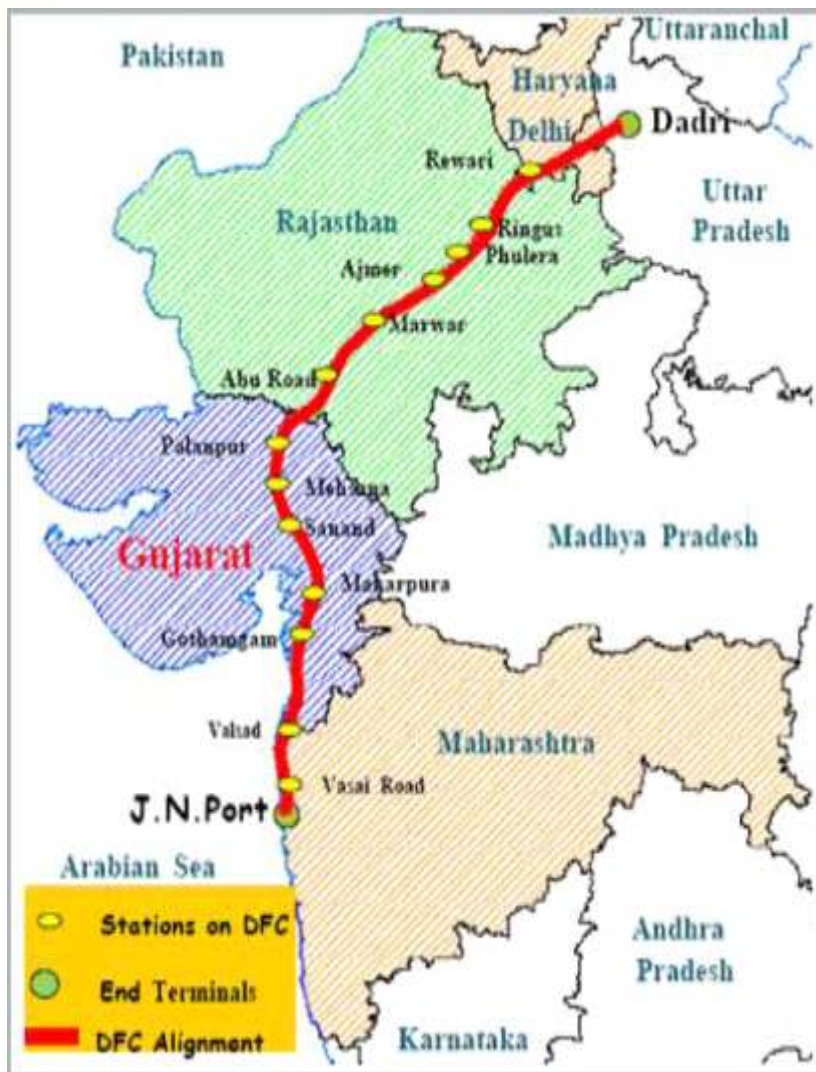 Uttaranchal
Pakistan
Haryana
Delhi
Dadri
Rewari
Uttar
Pradesh
Rajasthan
Ringus
Phulera
Ajmer
Marwar
Abu Road
Palanpur
Mehsana
Sanand
Madhya Pradesh
Gujarat
Makarpura
Gothamgam
Valsad
Maharashtra
Vasai Road
J.N.Port
Arabian Sea
Stations on DFC
End Terminals
DFC Alignment
Andhra
Pradesh
Karnataka